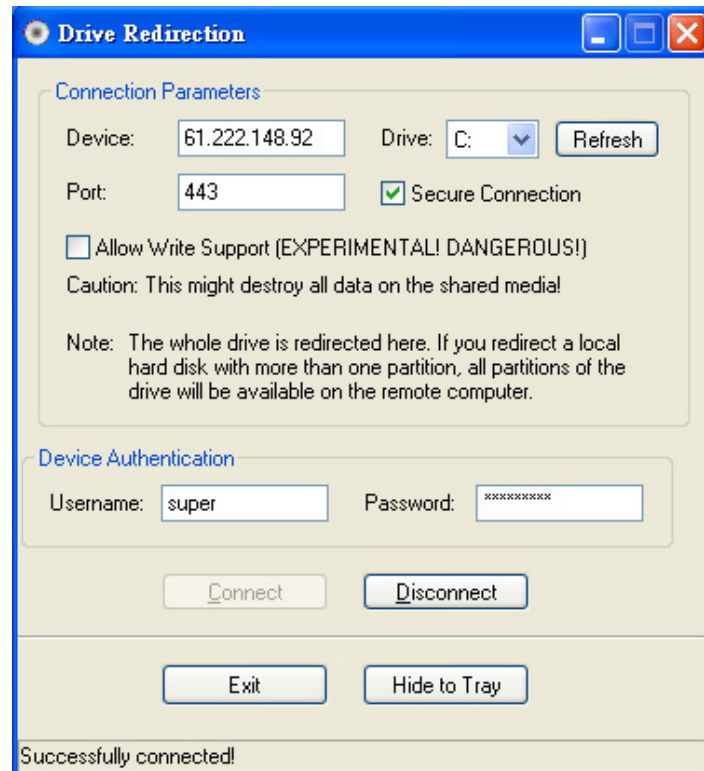 Drive Redirection
Connection Parameters
Device: 61.222.148.92 Drive: C: Refresh
Port: 443 Secure Connection
Allow Write Support (EXPERIMENTAL! DANGEROUS!)
Caution: This might destroy all data on the shared media!
Note: The whole drive is redirected here. If you redirect a local
hard disk with more than one partition, all partitions of the
drive will be available on the remote computer.
Device Authentication
Username: super Password: *********
Connect Disconnect
Exit Hide to Tray
Successfully connected!